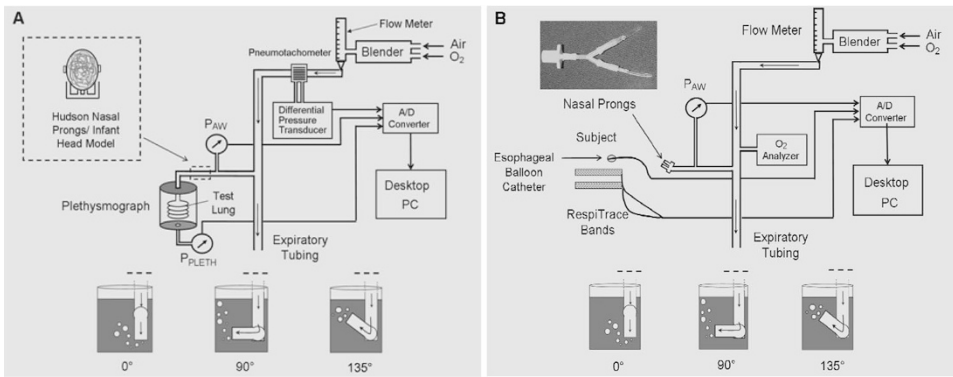 A
Flow Meter
Pneumotachometer
Blender
Air
O2
Hudson Nasal
Prongs/ Infant
Head Model
Differential
Pressure
Transducer
A/D
Converter
PAW
Desktop
PC
Plethysmograph
Test
Lung
PPLETH
Expiratory
Tubing
0°
90°
135°
B
Flow Meter
Blender
Air
O2
Nasal Prongs
PAW
A/D
Converter
Subject
O2
Analyzer
Esophageal
Balloon
Catheter
Desktop
PC
RespiTrace
Bands
Expiratory
Tubing
0°
90°
135°